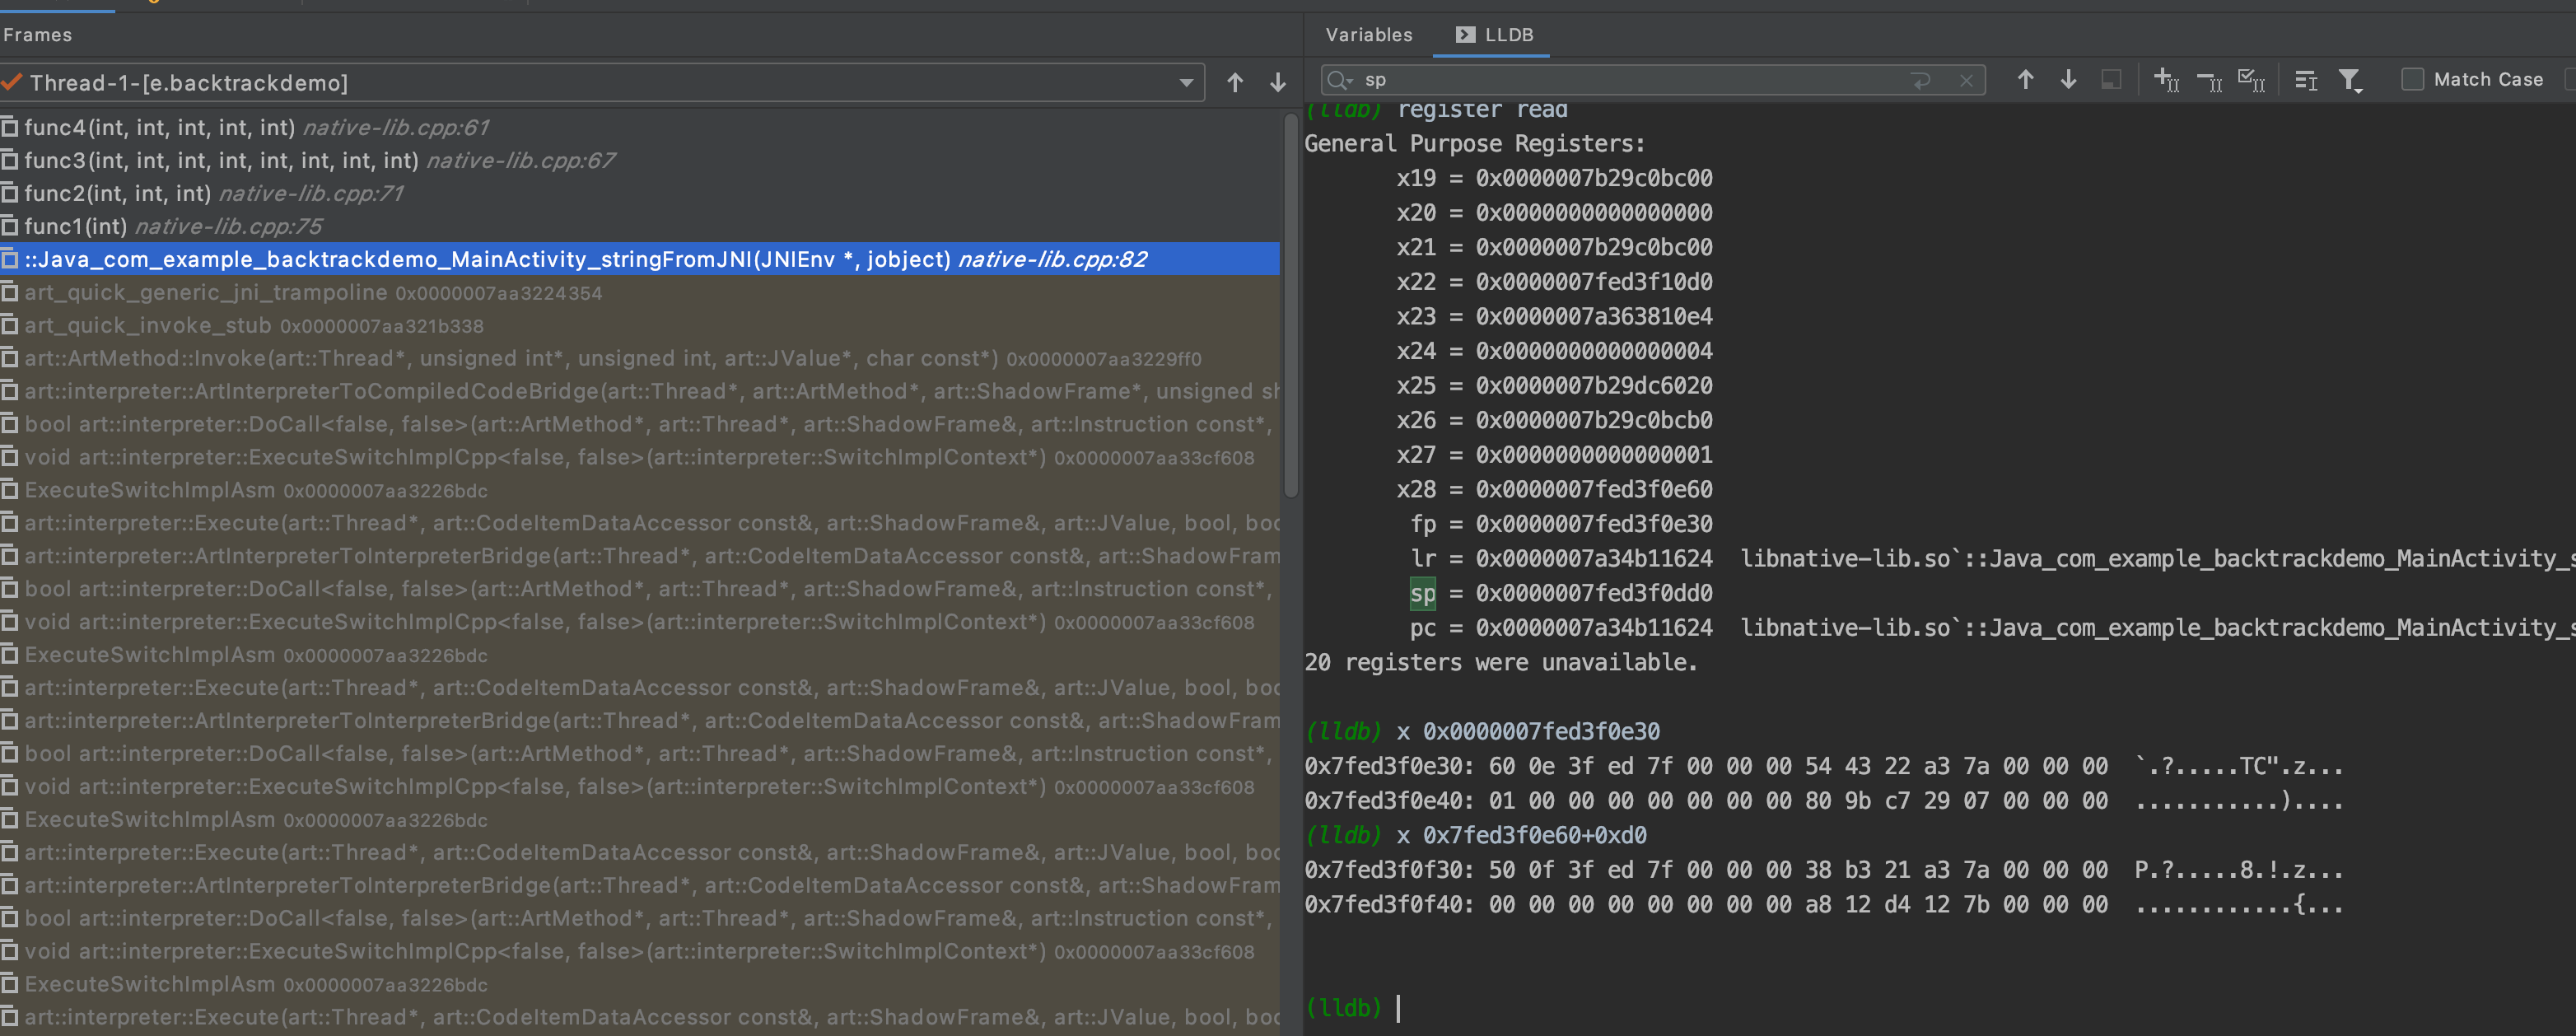 Frames
Thread-1-[e.backtrackdemo]
func4(int, int, int, int, int) native-lib.cpp:61
func3(int, int, int, int, int, int, int) native-lib.cpp:67
func2(int, int, int) native-lib.cpp:71
func1(int) native-lib.cpp:75
::Java_com_example_backtrackdemo_MainActivity_stringFromJNI(JNIEnv *, jobject) native-lib.cpp:82
art_quick_generic_jni_trampoline 0x0000007aa3224354
art_quick_invoke_stub 0x0000007aa321b338
art::ArtMethod::Invoke(art::Thread*, unsigned int*, unsigned int, art::JValue*, char const*) 0x0000007aa3229ff0
art::interpreter::ArtInterpreterToCompiledCodeBridge(art::Thread*, art::ArtMethod*, art::ShadowFrame*, unsigned sh
bool art::interpreter::DoCall<false, false>(art::ArtMethod*, art::Thread*, art::ShadowFrame&, art::Instruction const*,
void art::interpreter::ExecuteSwitchImplCpp<false, false>(art::interpreter::SwitchImplContext*) 0x0000007aa33cf608
ExecuteSwitchImplAsm 0x0000007aa3226bdc
art::interpreter::Execute(art::Thread*, art::CodeItemDataAccessor const&, art::ShadowFrame&, art::JValue, bool, boo
art::interpreter::ArtInterpreterToInterpreterBridge(art::Thread*, art::CodeItemDataAccessor const&, art::ShadowFram
bool art::interpreter::DoCall<false, false>(art::ArtMethod*, art::Thread*, art::ShadowFrame&, art::Instruction const*,
void art::interpreter::ExecuteSwitchImplCpp<false, false>(art::interpreter::SwitchImplContext*) 0x0000007aa33cf608
ExecuteSwitchImplAsm 0x0000007aa3226bdc
art::interpreter::Execute(art::Thread*, art::CodeItemDataAccessor const&, art::ShadowFrame&, art::JValue, bool, boo
art::interpreter::ArtInterpreterToInterpreterBridge(art::Thread*, art::CodeItemDataAccessor const&, art::ShadowFram
bool art::interpreter::DoCall<false, false>(art::ArtMethod*, art::Thread*, art::ShadowFrame&, art::Instruction const*,
void art::interpreter::ExecuteSwitchImplCpp<false, false>(art::interpreter::SwitchImplContext*) 0x0000007aa33cf608
ExecuteSwitchImplAsm 0x0000007aa3226bdc
art::interpreter::Execute(art::Thread*, art::CodeItemDataAccessor const&, art::ShadowFrame&, art::JValue, bool, boo
art::interpreter::ArtInterpreterToInterpreterBridge(art::Thread*, art::CodeItemDataAccessor const&, art::ShadowFram
bool art::interpreter::DoCall<false, false>(art::ArtMethod*, art::Thread*, art::ShadowFrame&, art::Instruction const*,
void art::interpreter::ExecuteSwitchImplCpp<false, false>(art::interpreter::SwitchImplContext*) 0x0000007aa33cf608
ExecuteSwitchImplAsm 0x0000007aa3226bdc
art::interpreter::Execute(art::Thread*, art::CodeItemDataAccessor const&, art::ShadowFrame&, art::JValue, bool, boo
Variables LLDB
sp Match Case
(lldb) register read
General Purpose Registers:
x19 = 0x0000007b29c0bc00
x20 = 0x0000000000000000
x21 = 0x0000007b29c0bc00
x22 = 0x0000007fed3f10d0
x23 = 0x0000007a363810e4
x24 = 0x0000000000000004
x25 = 0x0000007b29dc6020
x26 = 0x0000007b29c0bcb0
x27 = 0x0000000000000001
x28 = 0x0000007fed3f0e60
fp = 0x0000007fed3f0e30
lr = 0x0000007a34b11624 libnative-lib.so`::Java_com_example_backtrackdemo_MainActivity_s
sp = 0x0000007fed3f0dd0
pc = 0x0000007a34b11624 libnative-lib.so`::Java_com_example_backtrackdemo_MainActivity_s
20 registers were unavailable.
(lldb) x 0x0000007fed3f0e30
0x7fed3f0e30: 60 0e 3f ed 7f 00 00 00 54 43 22 a3 7a 00 00 00 `.?.....TC".z...
0x7fed3f0e40: 01 00 00 00 00 00 00 00 80 9b c7 29 07 00 00 00 ...........)....
(lldb) x 0x7fed3f0e60+0xd0
0x7fed3f0f30: 50 0f 3f ed 7f 00 00 00 38 b3 21 a3 7a 00 00 00 P.?.....8.!.z...
0x7fed3f0f40: 00 00 00 00 00 00 00 00 a8 12 d4 12 7b 00 00 00 ............{...
(lldb)